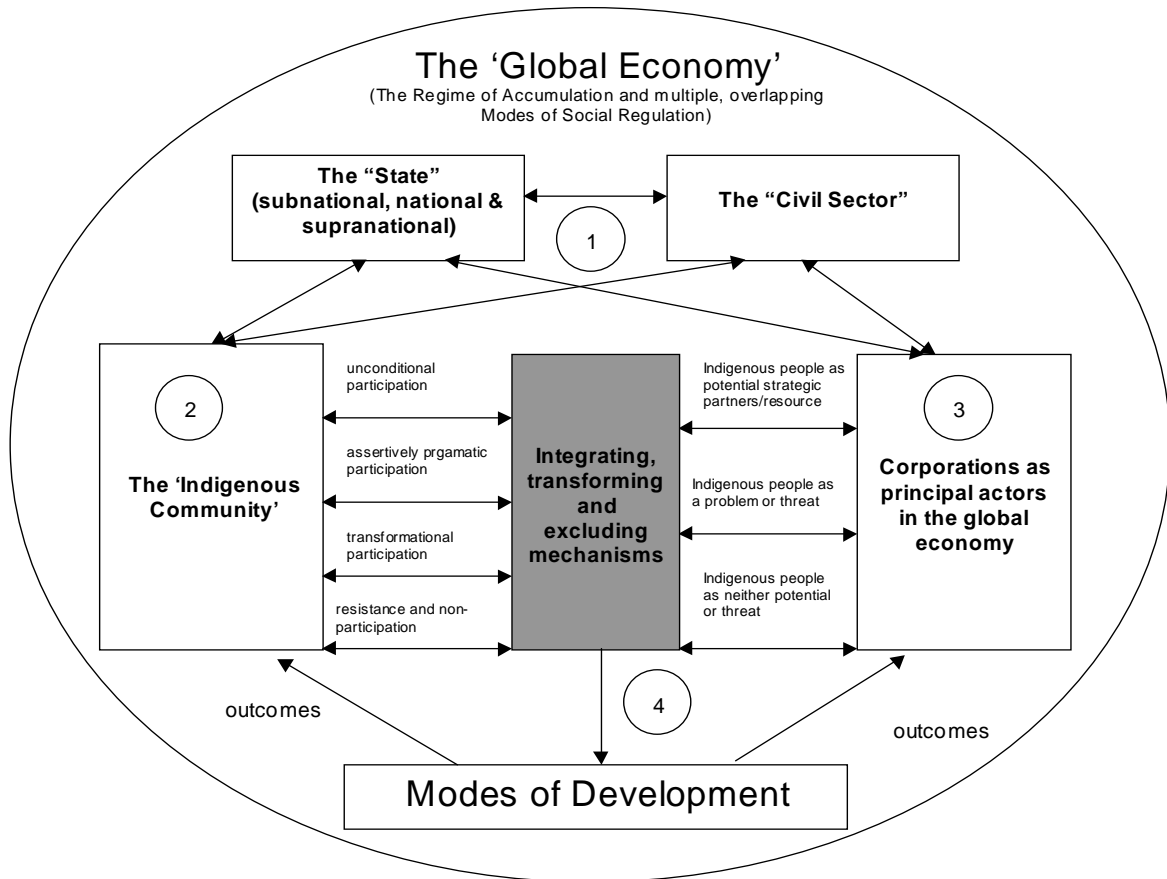 The ‘Global Economy’
(The Regime of Accumulation and multiple, overlapping
Modes of Social Regulation)
The “State”
(subnational, national &
supranational)
The “Civil Sector”
1
2
The ‘Indigenous
Community’
unconditional
participation
assertively prgamatic
participation
transformational
participation
resistance and non-
participation
Integrating,
transforming
and
excluding
mechanisms
Indigenous people as
potential strategic
partners/resource
Indigenous people as
a problem or threat
Indigenous people
as neither potential
or threat
3
Corporations as
principal actors
in the global
economy
outcomes
4
outcomes
Modes of Development